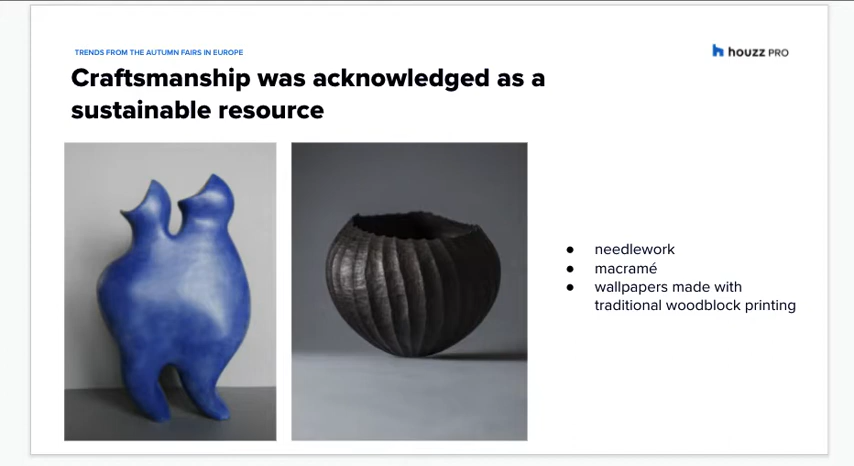 TRENDS FROM THE AUTUMN FAIRS IN EUROPE
houzz PRO
Craftsmanship was acknowledged as a
sustainable resource
● needlework
● macramé
● wallpapers made with
traditional woodblock printing